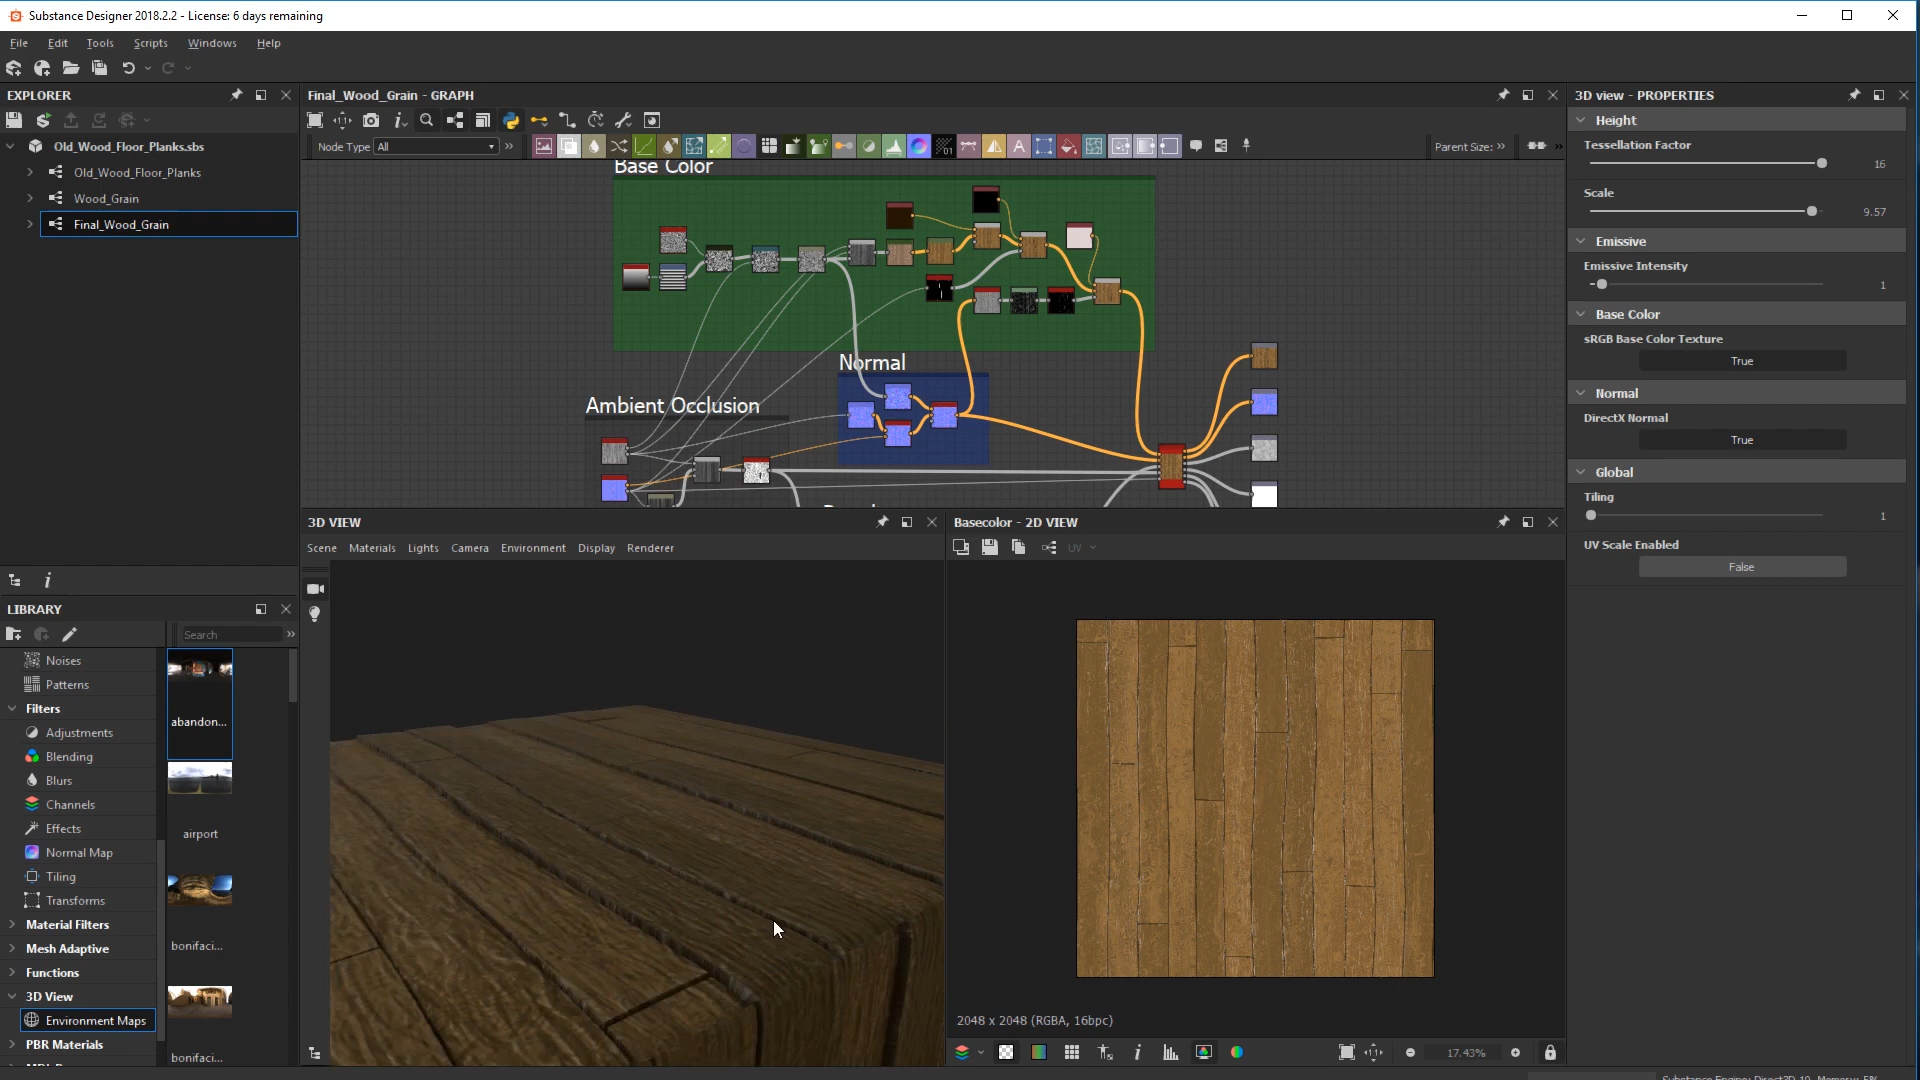 Substance Designer 2018.2.2 - License: 6 days remaining
File Edit Tools Scripts Windows Help
EXPLORER
Old_Wood_Floor_Planks.sbs
Old_Wood_Floor_Planks
Wood_Grain
Final_Wood_Grain
LIBRARY
Search
Noises
Patterns
Filters
Adjustments
Blending
Blurs
Channels
Effects
Normal Map
Tiling
Transforms
Material Filters
Mesh Adaptive
Functions
3D View
Environment Maps
PBR Materials
abandon...
airport
bonifaci...
bonifaci...
Final_Wood_Grain - GRAPH
Node Type All
Parent Size:
Base Color
Normal
Ambient Occlusion
3D VIEW
Scene Materials Lights Camera Environment Display Renderer
Basecolor - 2D VIEW
UV
2048 x 2048 (RGBA, 16bpc)
17.43%
3D view - PROPERTIES
Height
Tessellation Factor
16
Scale
9.57
Emissive
Emissive Intensity
1
Base Color
sRGB Base Color Texture
True
Normal
DirectX Normal
True
Global
Tiling
1
UV Scale Enabled
False